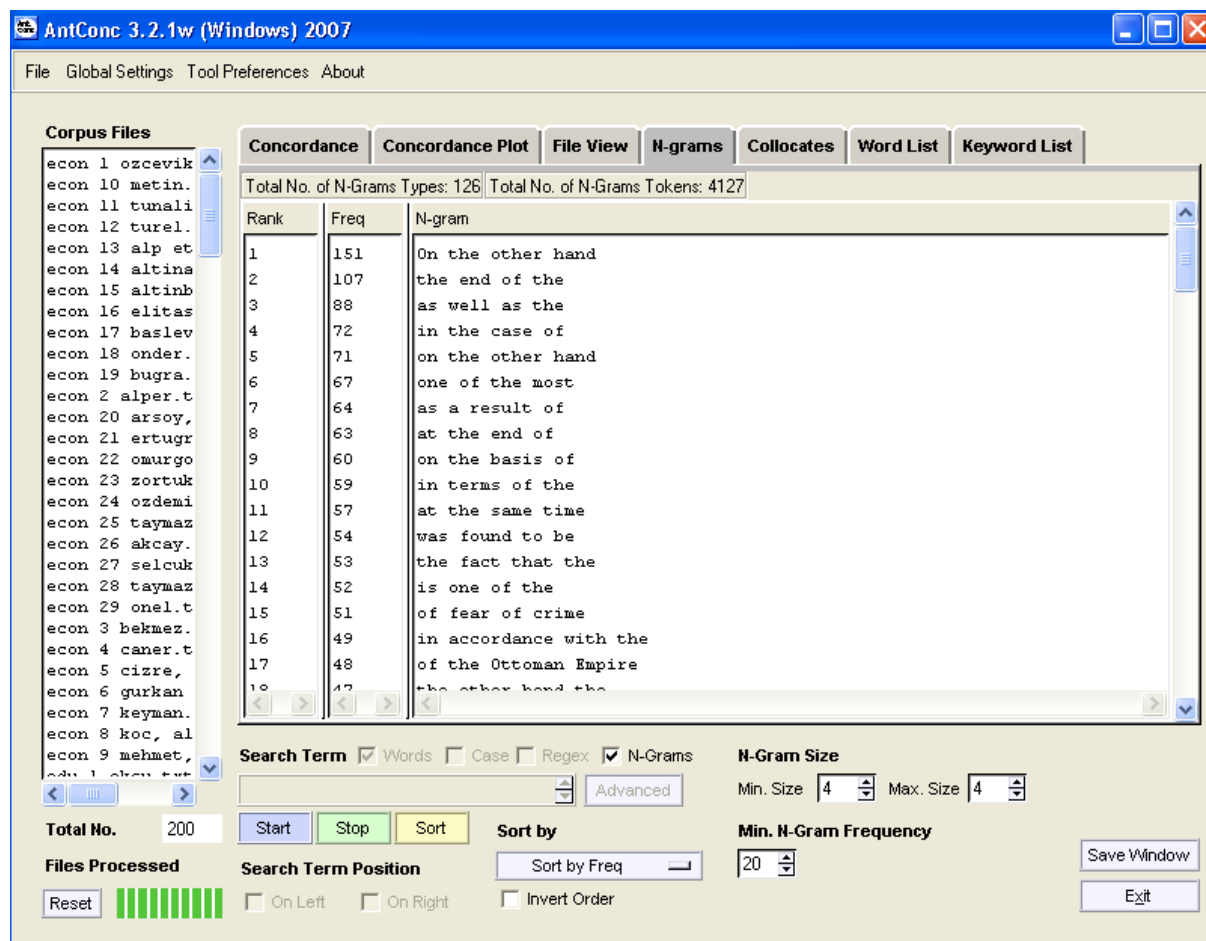 AntConc 3.2.1w (Windows) 2007
File Global Settings Tool Preferences About
Corpus Files
econ 1 ozcevik
econ 10 metin.
econ 11 tunali
econ 12 turel.
econ 13 alp et
econ 14 altina
econ 15 altinb
econ 16 elitas
econ 17 baslev
econ 18 onder.
econ 19 bugra.
econ 2 alper.t
econ 20 arsoy,
econ 21 ertugr
econ 22 omurgo
econ 23 zortuk
econ 24 ozdemi
econ 25 taymaz
econ 26 akcay.
econ 27 selcuk
econ 28 taymaz
econ 29 onel.t
econ 3 bekmez.
econ 4 caner.t
econ 5 cizre,
econ 6 gurkan
econ 7 keyman.
econ 8 koc, al
econ 9 mehmet,
Total No. 200
Files Processed
Reset
Concordance Concordance Plot File View N-grams Collocates Word List Keyword List
Total No. of N-Grams Types: 126 Total No. of N-Grams Tokens: 4127
Rank Freq N-gram
1 151 On the other hand
2 107 the end of the
3 88 as well as the
4 72 in the case of
5 71 on the other hand
6 67 one of the most
7 64 as a result of
8 63 at the end of
9 60 on the basis of
10 59 in terms of the
11 57 at the same time
12 54 was found to be
13 53 the fact that the
14 52 is one of the
15 51 of fear of crime
16 49 in accordance with the
17 48 of the Ottoman Empire
18 47 the other hand the
Search Term Words Case Regex N-Grams
Advanced
Start Stop Sort
Search Term Position
On Left On Right
Sort by
Sort by Freq
Invert Order
N-Gram Size
Min. Size 4 Max. Size 4
Min. N-Gram Frequency
20
Save Window
Exit